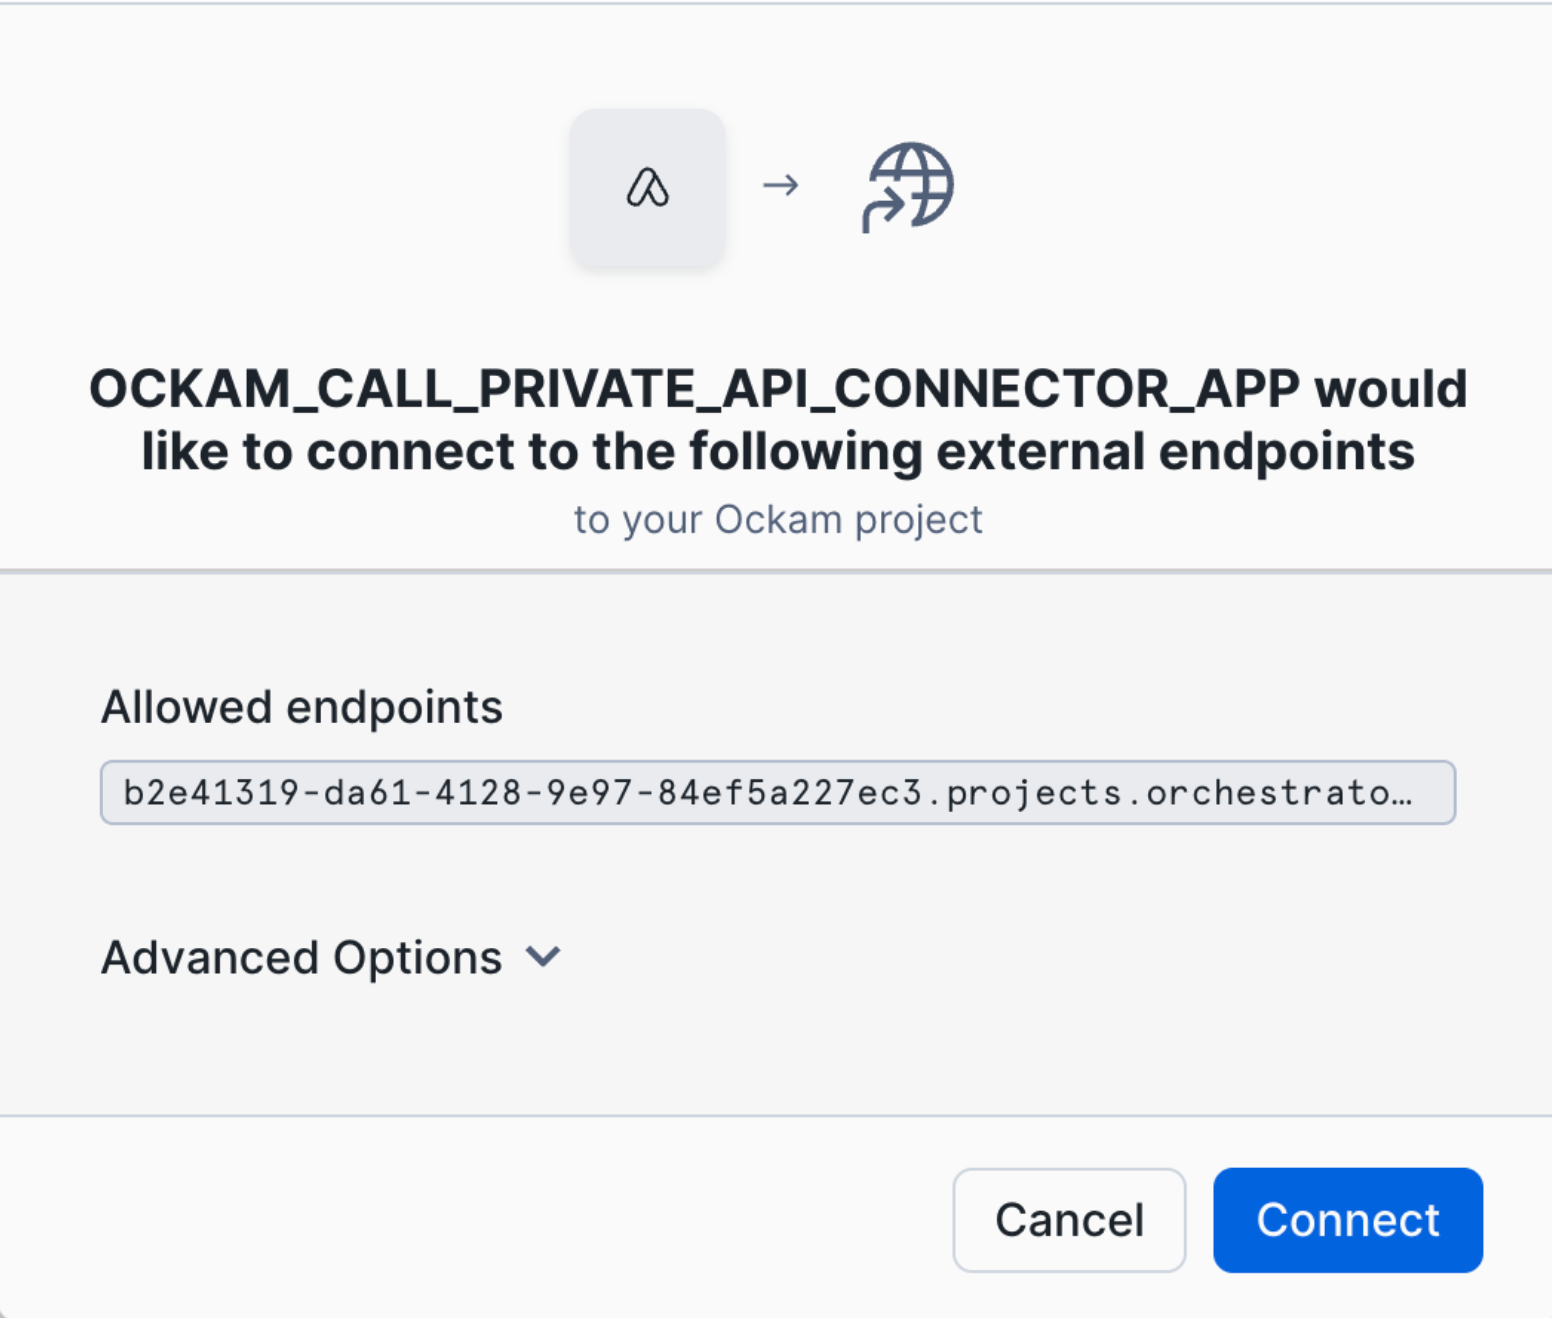 OCKAM_CALL_PRIVATE_API_CONNECTOR_APP would
like to connect to the following external endpoints
to your Ockam project
Allowed endpoints
b2e41319-da61-4128-9e97-84ef5a227ec3.projects.orchestrato…
Advanced Options
Cancel
Connect